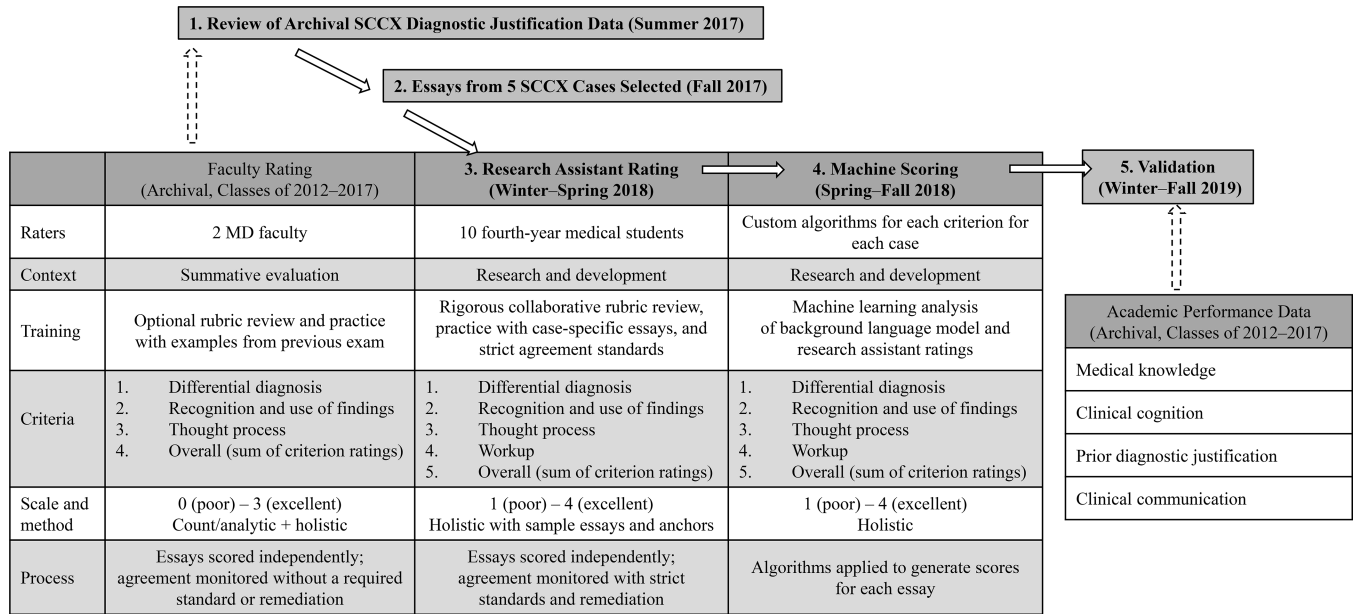 1. Review of Archival SCCX Diagnostic Justification Data (Summer 2017)
2. Essays from 5 SCCX Cases Selected (Fall 2017)
Faculty Rating
(Archival, Classes of 2012–2017)
3. Research Assistant Rating
(Winter–Spring 2018)
4. Machine Scoring
(Spring–Fall 2018)
5. Validation
(Winter–Fall 2019)
Raters
2 MD faculty
10 fourth-year medical students
Custom algorithms for each criterion for
each case
Context
Summative evaluation
Research and development
Research and development
Training
Optional rubric review and practice
with examples from previous exam
Rigorous collaborative rubric review,
practice with case-specific essays, and
strict agreement standards
Machine learning analysis
of background language model and
research assistant ratings
Criteria
1. Differential diagnosis
2. Recognition and use of findings
3. Thought process
4. Overall (sum of criterion ratings)
1. Differential diagnosis
2. Recognition and use of findings
3. Thought process
4. Workup
5. Overall (sum of criterion ratings)
1. Differential diagnosis
2. Recognition and use of findings
3. Thought process
4. Workup
5. Overall (sum of criterion ratings)
Scale and
method
0 (poor) – 3 (excellent)
Count/analytic + holistic
1 (poor) – 4 (excellent)
Holistic with sample essays and anchors
1 (poor) – 4 (excellent)
Holistic
Process
Essays scored independently;
agreement monitored without a required
standard or remediation
Essays scored independently;
agreement monitored with strict
standards and remediation
Algorithms applied to generate scores
for each essay
Academic Performance Data
(Archival, Classes of 2012–2017)
Medical knowledge
Clinical cognition
Prior diagnostic justification
Clinical communication